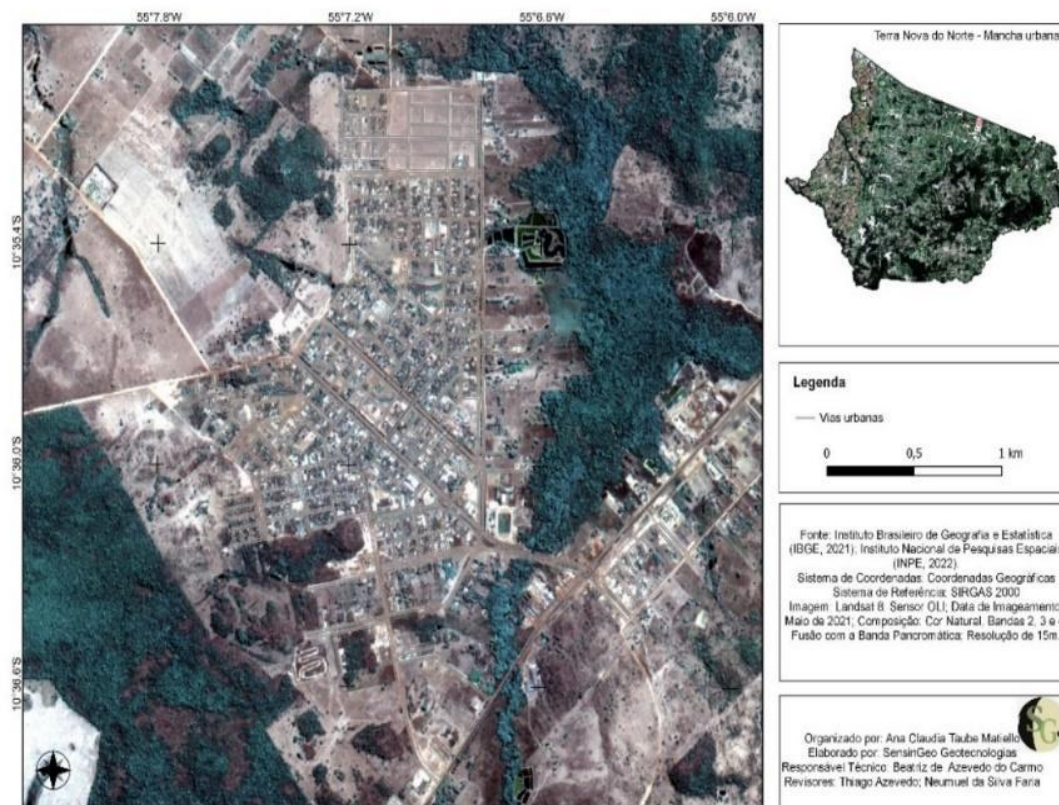 55°7.8'W 55°7.2'W 55°6.6'W 55°6.0'W
10°35.4'S
10°36.0'S
10°36.6'S
Terra Nova do Norte - Mancha urbana
Legenda
Vias urbanas
0 0,5 1 km
Fonte: Instituto Brasileiro de Geografia e Estatística
(IBGE, 2021); Instituto Nacional de Pesquisas Espaciai
(INPE, 2022).
Sistema de Coordenadas: Coordenadas Geográficas
Sistema de Referência: SIRGAS 2000
Imagem: Landsat 8. Sensor OLI; Data de Imageamento
Maio de 2021; Composição: Cor Natural. Bandas 2, 3 e
Fusão com a Banda Pancromática: Resolução de 15m.
Organizado por: Ana Claudia Taube Matiello
Elaborado por: SensinGeo Geotecnologias
Responsável Técnico: Beatriz de Azevedo do Carmo
Revisores: Thiago Azevedo; Neumuel da Silva Faria
SG